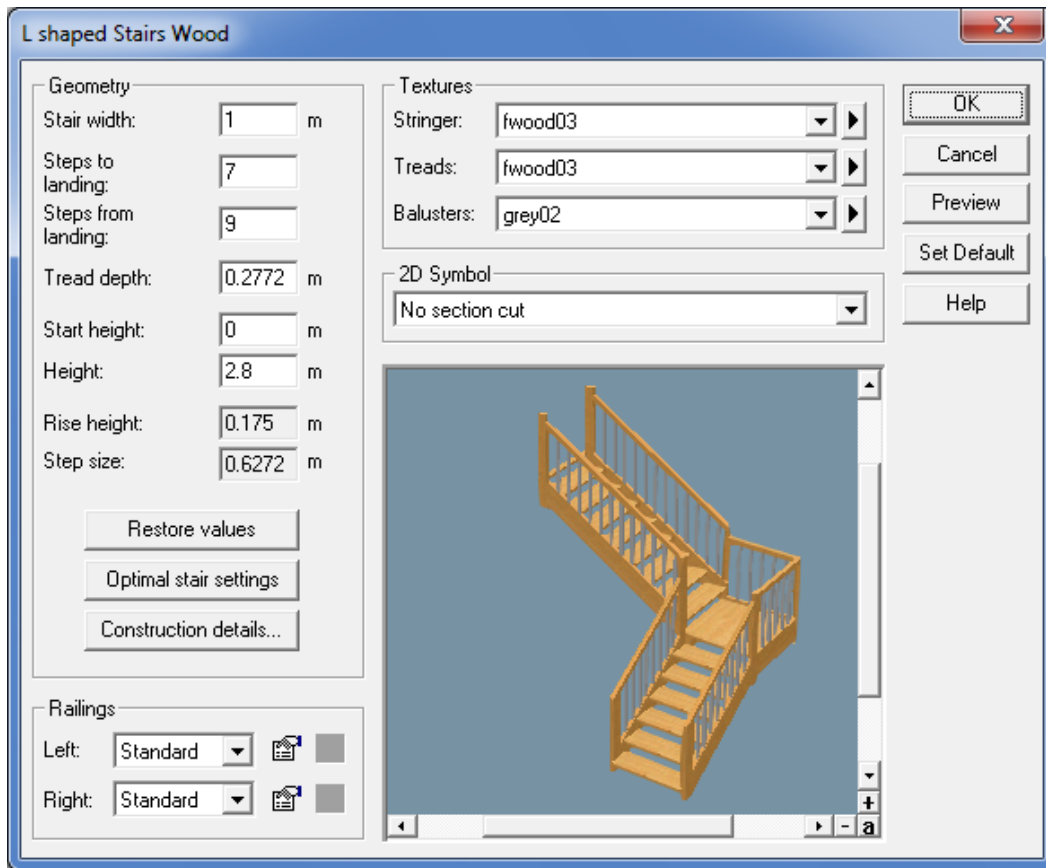 L shaped Stairs Wood
Geometry
Stair width:
1
m
Steps to
landing:
7
Steps from
landing:
9
Tread depth:
0.2772
m
Start height:
0
m
Height:
2.8
m
Rise height:
0.175
m
Step size:
0.6272
m
Restore values
Optimal stair settings
Construction details...
Railings
Left:
Standard
Right:
Standard
Textures
Stringer:
fwood03
Treads:
fwood03
Balusters:
grey02
2D Symbol
No section cut
+
-
a
OK
Cancel
Preview
Set Default
Help